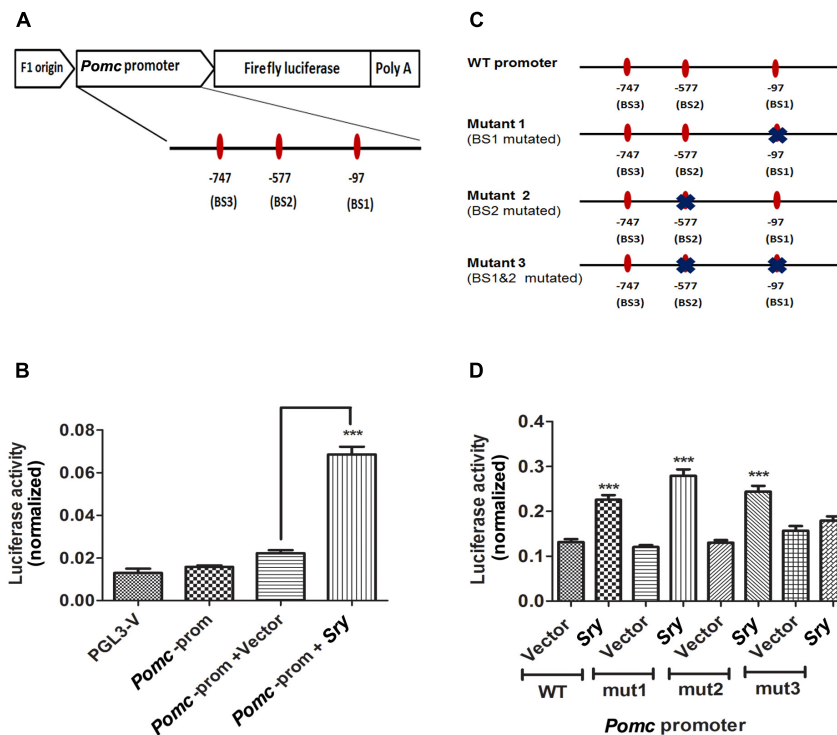 A
F1 origin
Pomc promoter
Firefly luciferase
Poly A
-747
-577
-97
(BS3)
(BS2)
(BS1)
C
WT promoter
-747
-577
-97
(BS3)
(BS2)
(BS1)
Mutant 1
(BS1 mutated)
-747
-577
-97
(BS3)
(BS2)
(BS1)
Mutant 2
(BS2 mutated)
-747
-577
-97
(BS3)
(BS2)
(BS1)
Mutant 3
(BS1&2 mutated)
-747
-577
-97
(BS3)
(BS2)
(BS1)
B
Luciferase activity
(normalized)
0.08
0.06
0.04
0.02
0.00
***
PGL3-V
Pomc -prom
Pomc -prom +Vector
Pomc -prom + Sry
D
Luciferase activity
(normalized)
0.4
0.3
0.2
0.1
0.0
***
***
***
Vector
Sry
Vector
Sry
Vector
Sry
Vector
Sry
WT
mut1
mut2
mut3
Pomc promoter